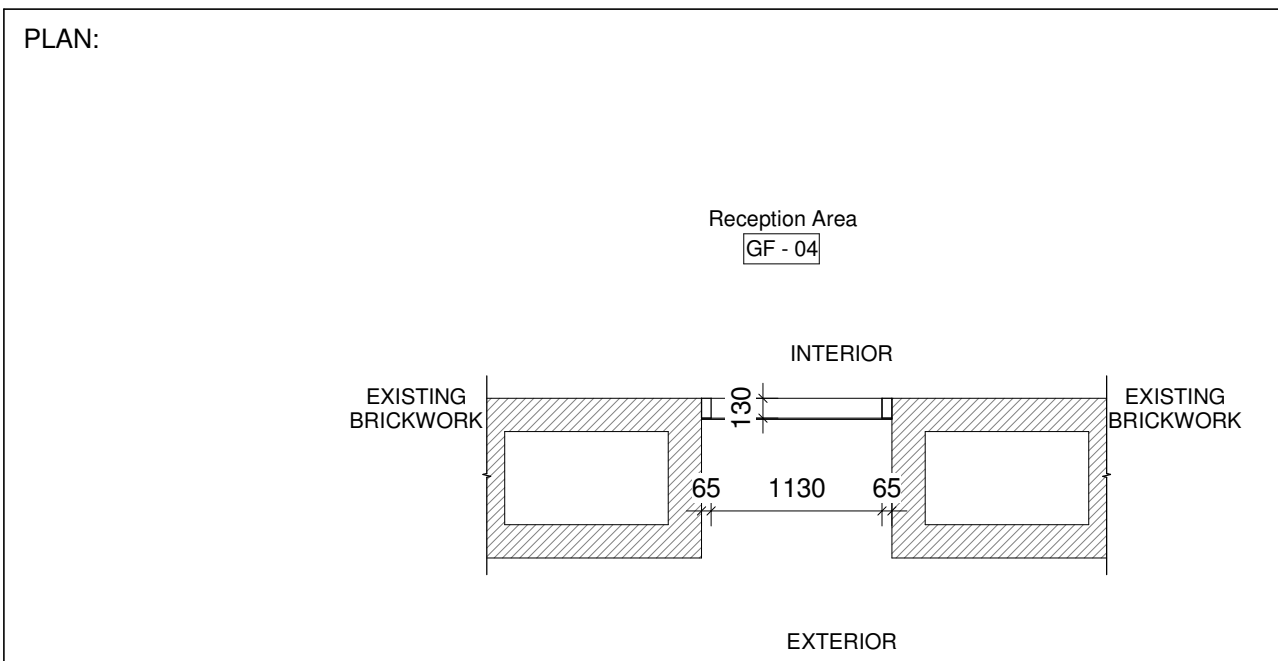 PLAN:
Reception Area
GF - 04
INTERIOR
EXISTING
BRICKWORK
130
EXISTING
BRICKWORK
65
1130
65
EXTERIOR